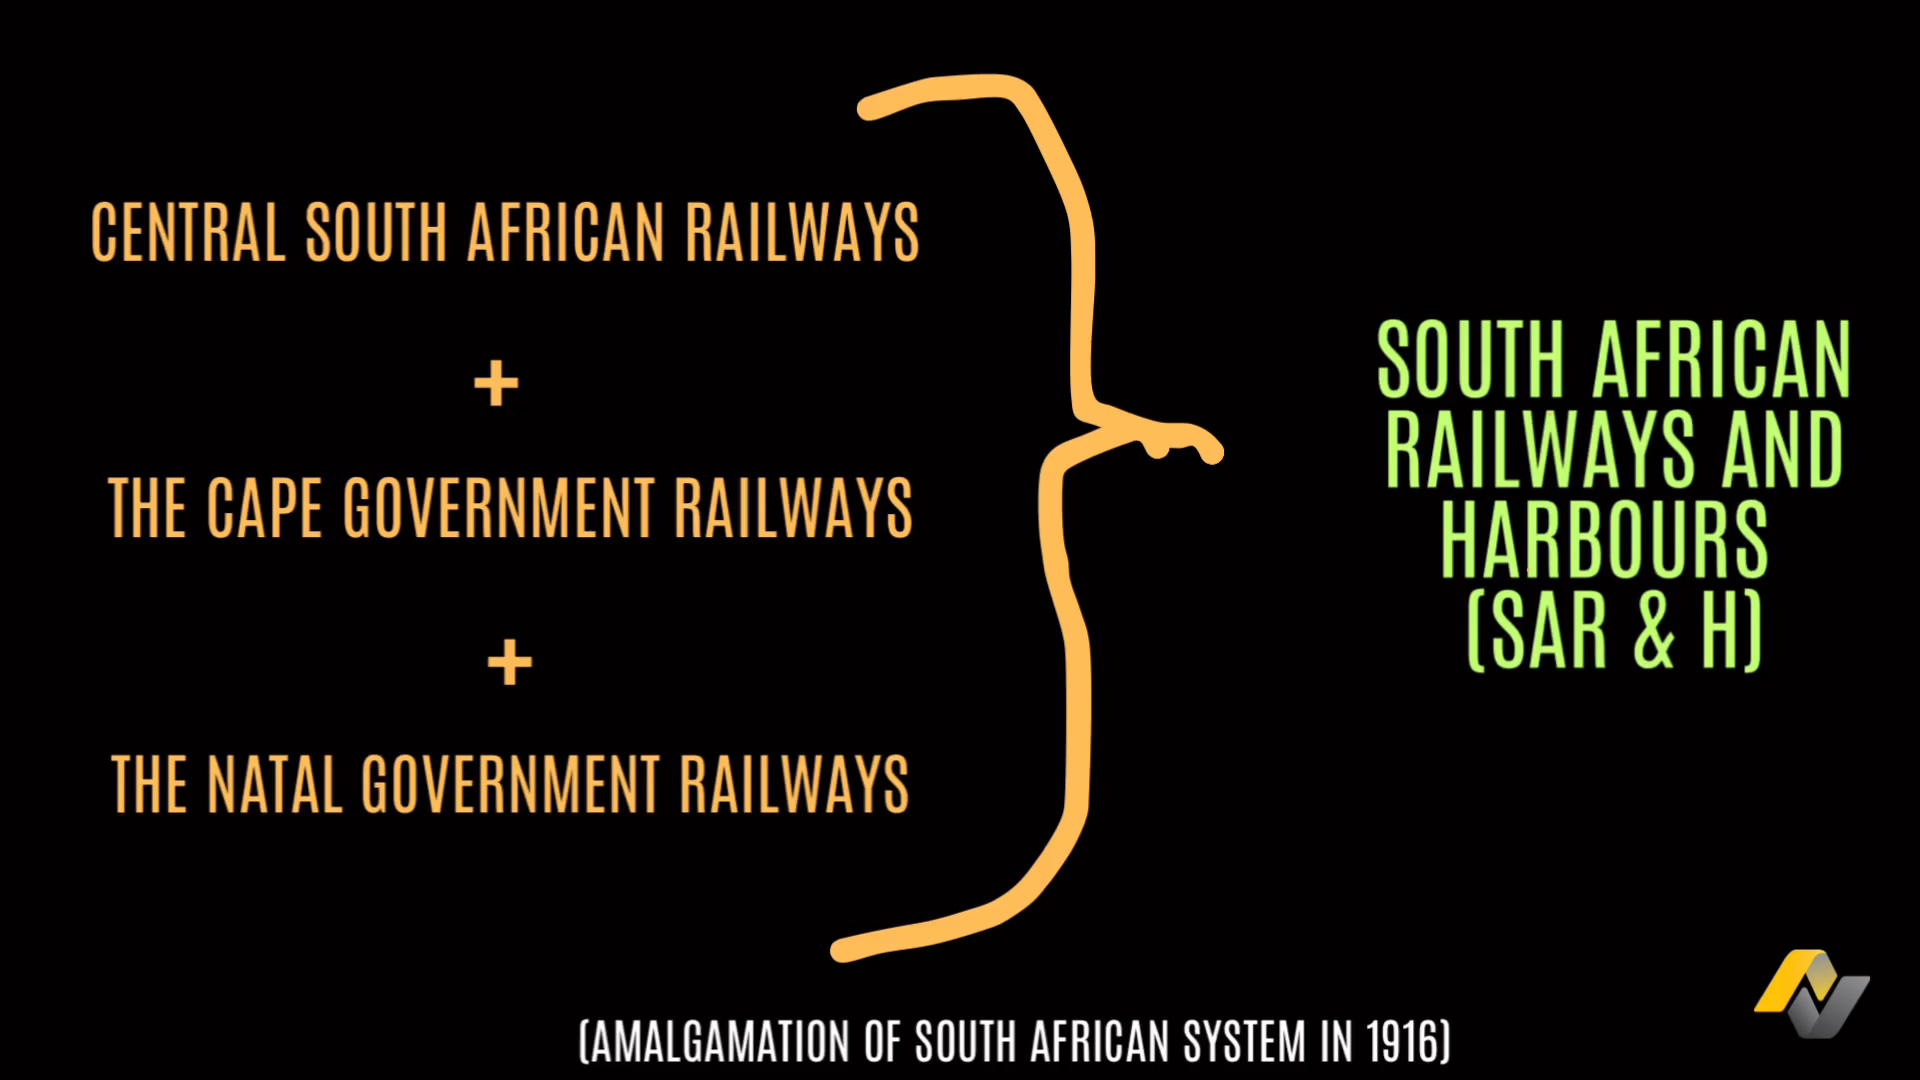 CENTRAL SOUTH AFRICAN RAILWAYS
+
THE CAPE GOVERNMENT RAILWAYS
+
THE NATAL GOVERNMENT RAILWAYS
SOUTH AFRICAN
RAILWAYS AND
HARBOURS
(SAR & H)
(AMALGAMATION OF SOUTH AFRICAN SYSTEM IN 1916)